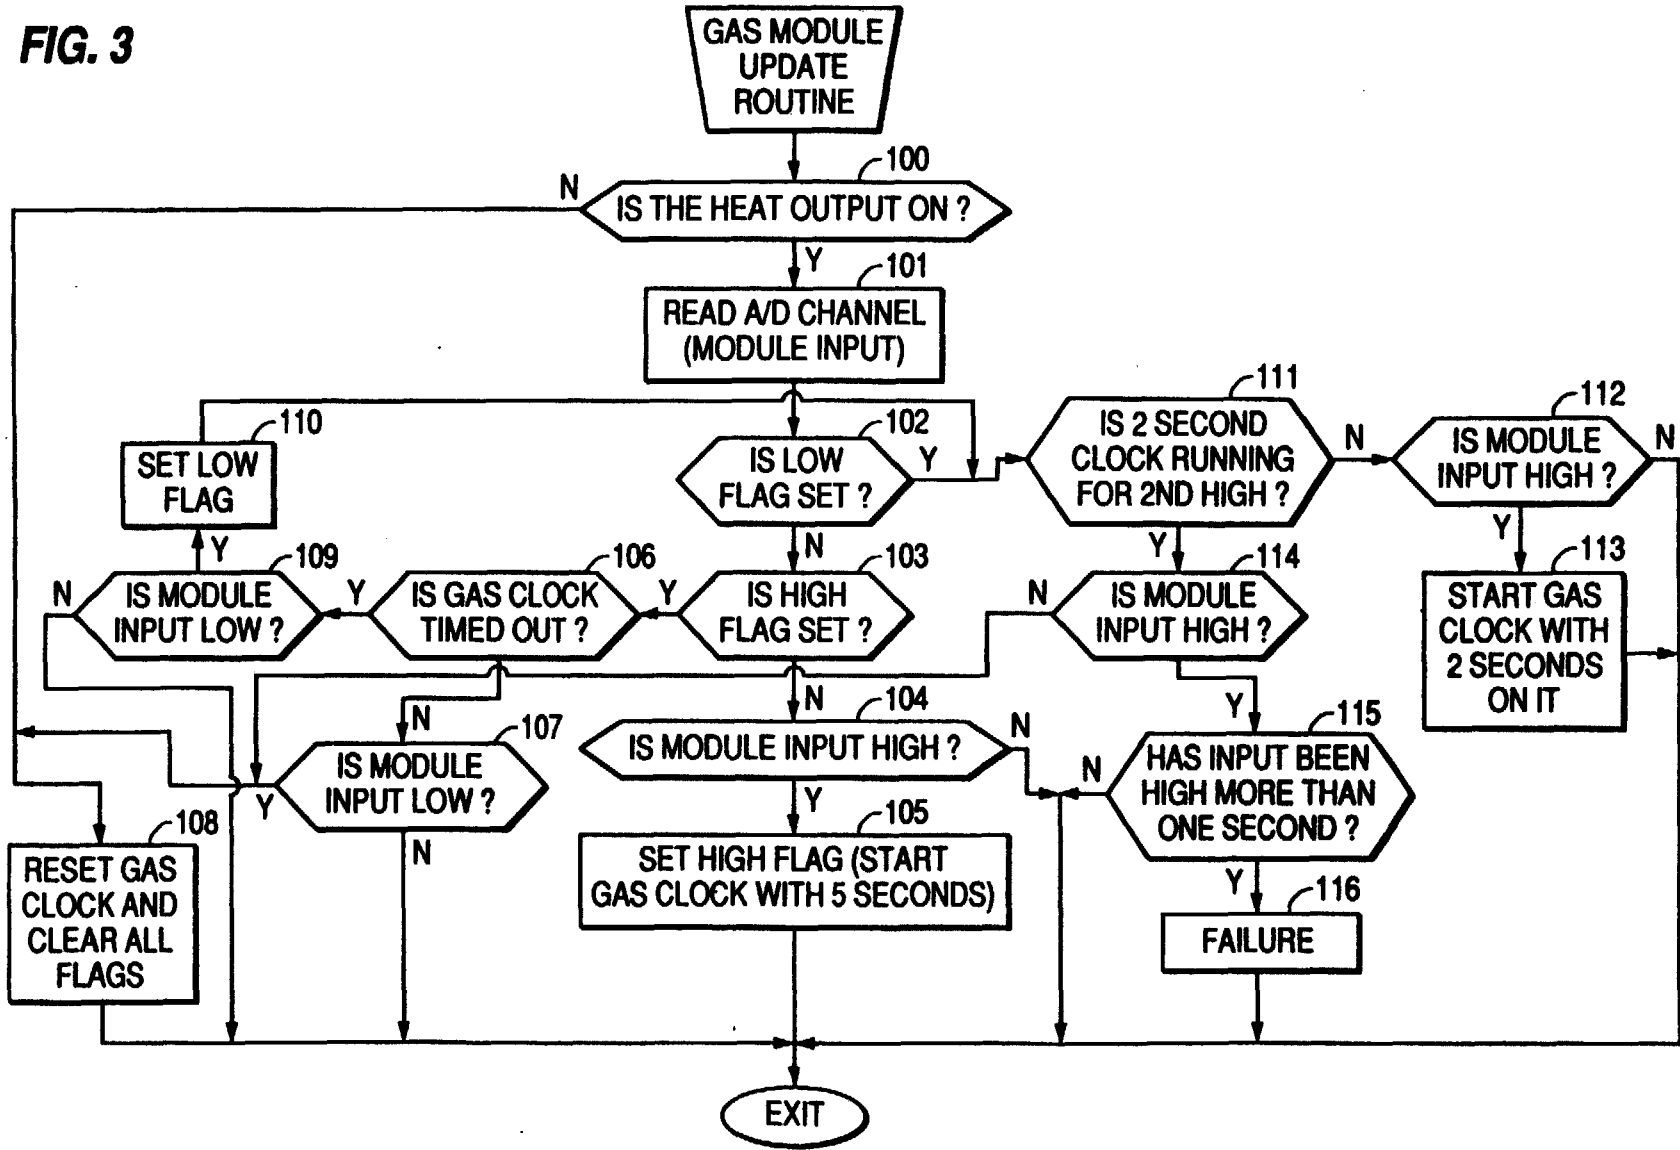 FIG. 3
GAS MODULE
UPDATE
ROUTINE
100
N
IS THE HEAT OUTPUT ON ?
Y
101
READ A/D CHANNEL
(MODULE INPUT)
102
IS LOW
FLAG SET ?
Y
N
111
IS 2 SECOND
CLOCK RUNNING
FOR 2ND HIGH ?
N
Y
112
IS MODULE
INPUT HIGH ?
N
Y
110
SET LOW
FLAG
Y
109
N
IS MODULE
INPUT LOW ?
Y
106
IS GAS CLOCK
TIMED OUT ?
Y
N
103
IS HIGH
FLAG SET ?
N
114
N
IS MODULE
INPUT HIGH ?
Y
113
START GAS
CLOCK WITH
2 SECONDS
ON IT
107
IS MODULE
INPUT LOW ?
Y
N
104
IS MODULE INPUT HIGH ?
N
Y
115
N
HAS INPUT BEEN
HIGH MORE THAN
ONE SECOND ?
Y
108
RESET GAS
CLOCK AND
CLEAR ALL
FLAGS
105
SET HIGH FLAG (START
GAS CLOCK WITH 5 SECONDS)
116
FAILURE
EXIT